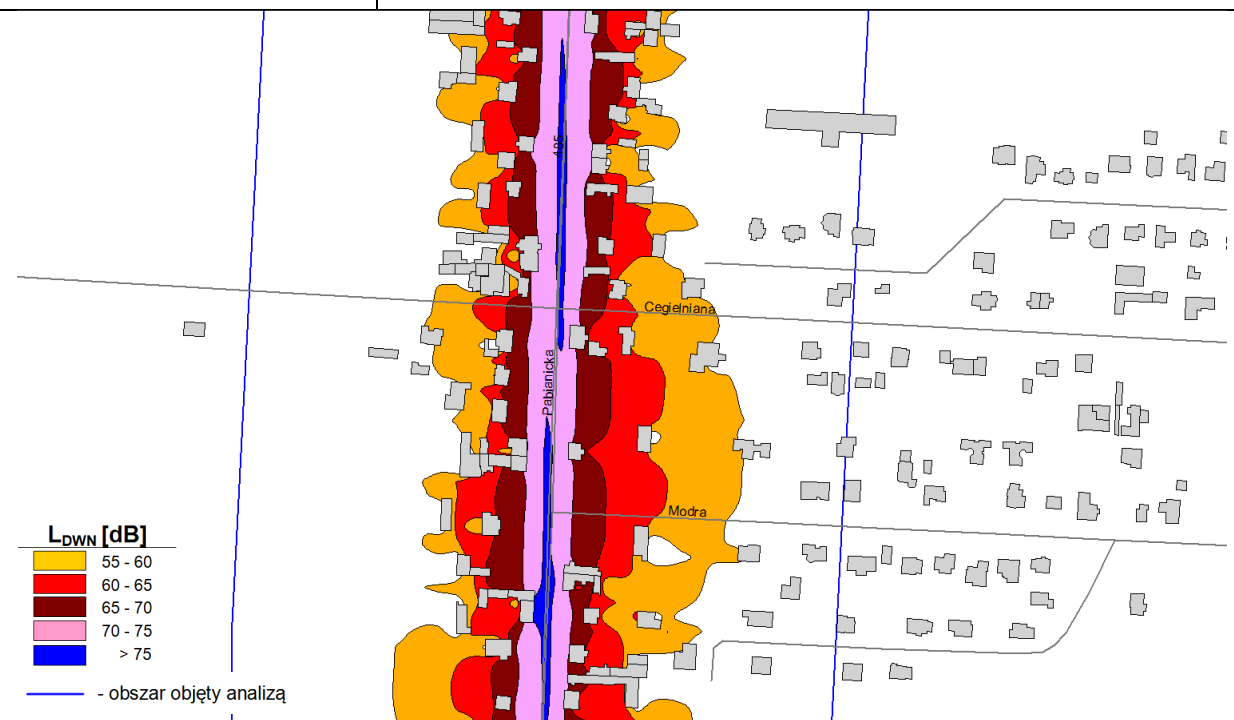 485
Cegielniana
Pabianicka
Modra
LDWN [dB]
55 - 60
60 - 65
65 - 70
70 - 75
> 75
- obszar objęty analizą